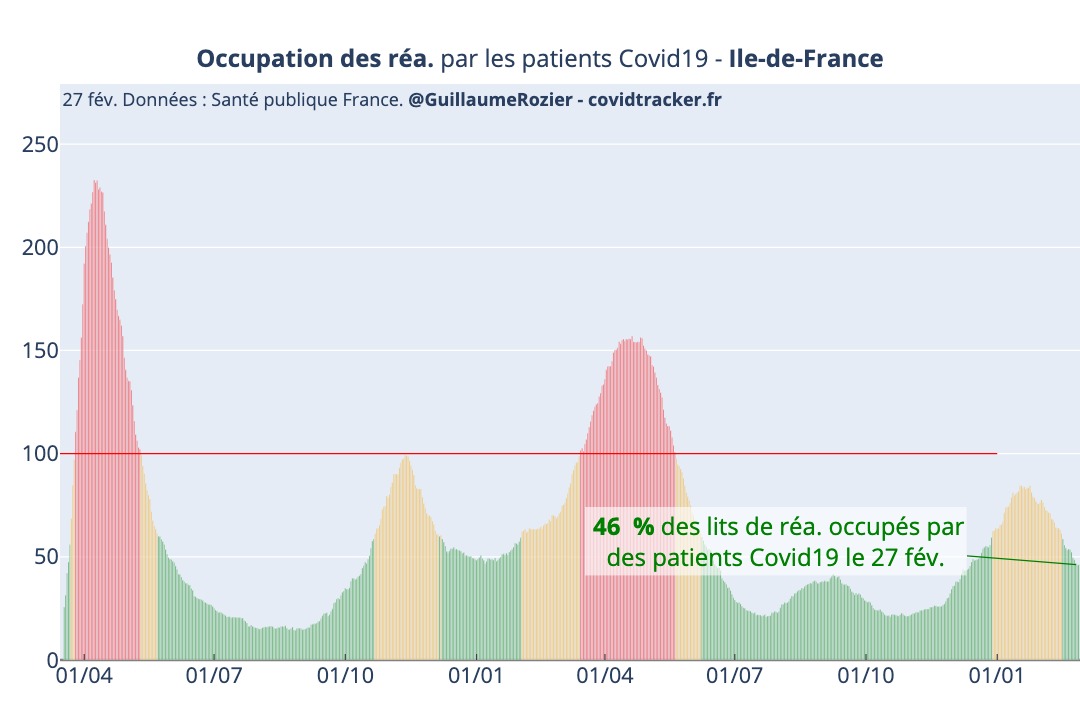 Occupation des réa. par les patients Covid19 - Ile-de-France
27 fév. Données : Santé publique France. @GuillaumeRozier - covidtracker.fr
250
200
150
100
50
0
46 % des lits de réa. occupés par
des patients Covid19 le 27 fév.
01/04 01/07 01/10 01/01 01/04 01/07 01/10 01/01